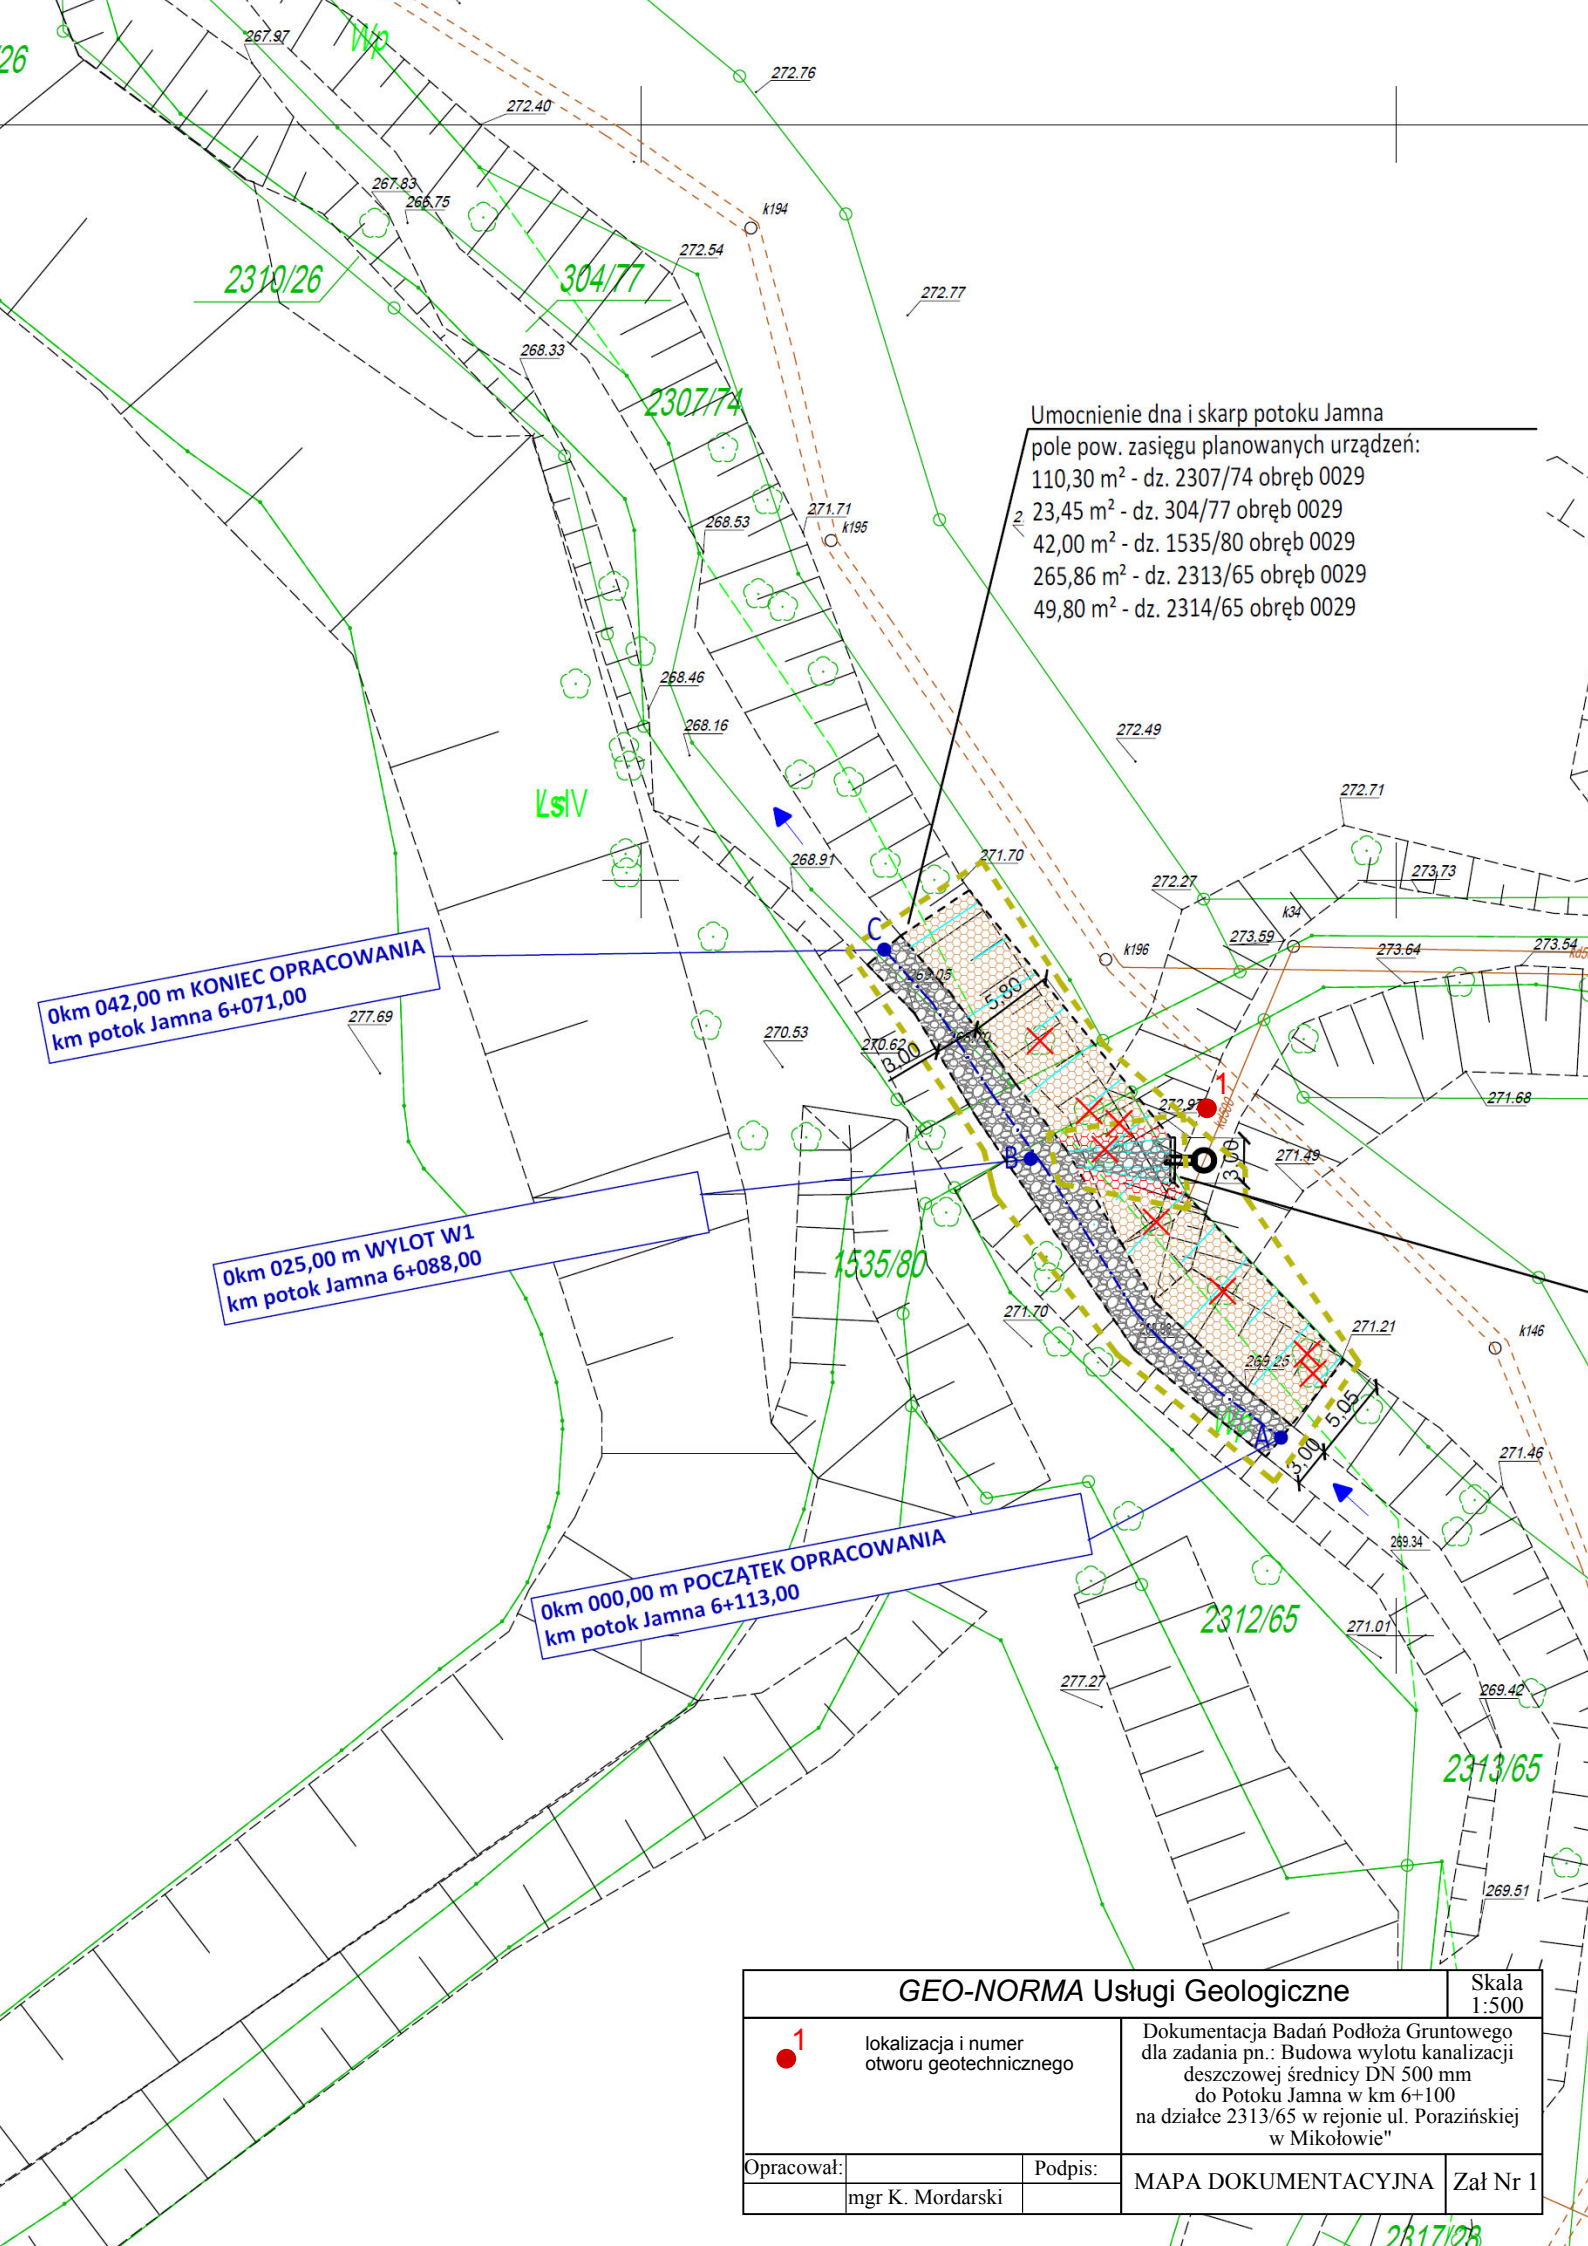 /26
267.97
Wp
272.76
272.40
267.83
266.75
k194
272.54
2310/26
304/77
272.77
268.33
2307/74
Umocnienie dna i skarp potoku Jamna
pole pow. zasięgu planowanych urządzeń:
110,30 m² - dz. 2307/74 obręb 0029
23,45 m² - dz. 304/77 obręb 0029
42,00 m² - dz. 1535/80 obręb 0029
265,86 m² - dz. 2313/65 obręb 0029
49,80 m² - dz. 2314/65 obręb 0029
268.53
271.71
k195
268.46
268.16
272.49
272.71
LsIV
268.91
271.70
272.27
273.73
k34
C
273.59
273.64
273.54
k196
269.05
5,80
0km 042,00 m KONIEC OPRACOWANIA
km potok Jamna 6+071,00
277.69
270.53
270.62
3,00
1
272.97
kd500
271.68
B
3,00
271.49
0km 025,00 m WYLOT W1
km potok Jamna 6+088,00
1535/80
271.70
271.21
k146
269.25
Wp
A
5,05
3,00
271.46
269.34
0km 000,00 m POCZĄTEK OPRACOWANIA
km potok Jamna 6+113,00
2312/65
271.01
277.27
269.42
2313/65
269.51
GEO-NORMA Usługi Geologiczne
Skala
1:500
1
lokalizacja i numer
otworu geotechnicznego
Dokumentacja Badań Podłoża Gruntowego
dla zadania pn.: Budowa wylotu kanalizacji
deszczowej średnicy DN 500 mm
do Potoku Jamna w km 6+100
na działce 2313/65 w rejonie ul. Porazińskiej
w Mikołowie"
Opracował:
Podpis:
mgr K. Mordarski
MAPA DOKUMENTACYJNA
Zał Nr 1
2317/28